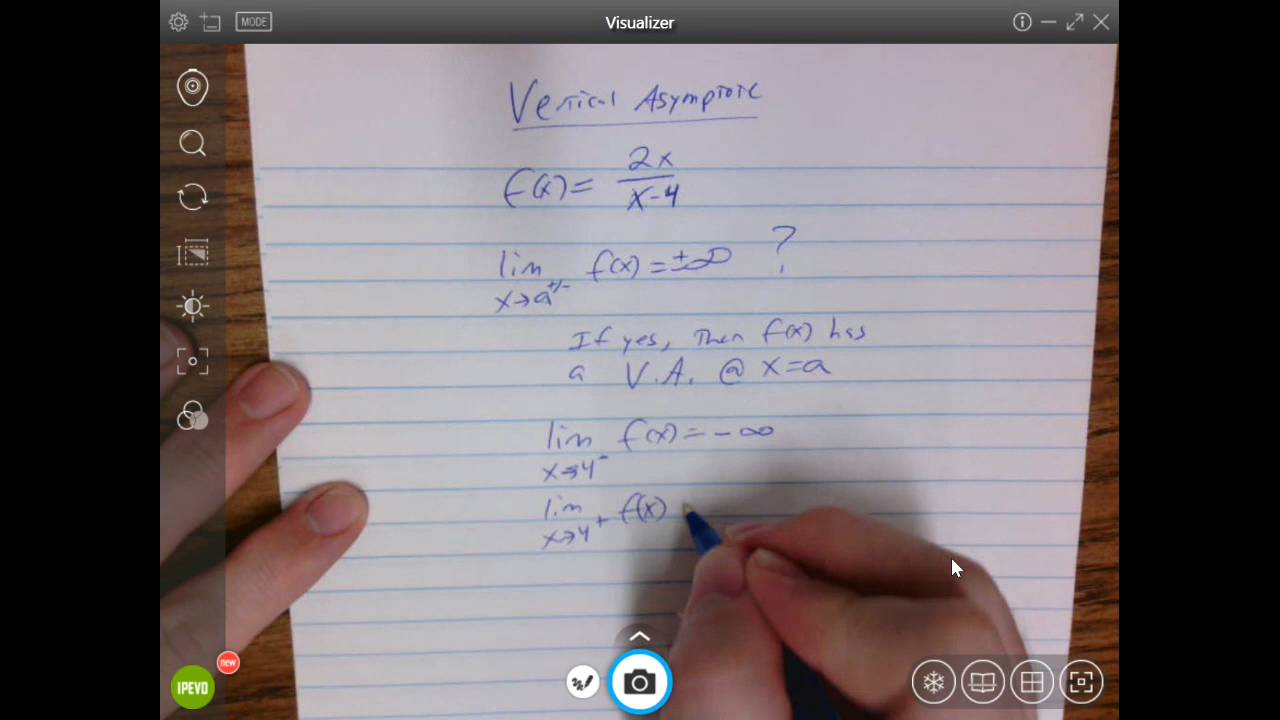 MODE
Visualizer
Vertical Asymptote
f(x) = 2x / x-4
lim f(x) = ±∞ ?
x→a⁺/⁻
If yes, then f(x) has
a V.A. @ x=a
lim f(x) = -∞
x→4⁻
lim f(x)
x→4⁺
new
IPEVO